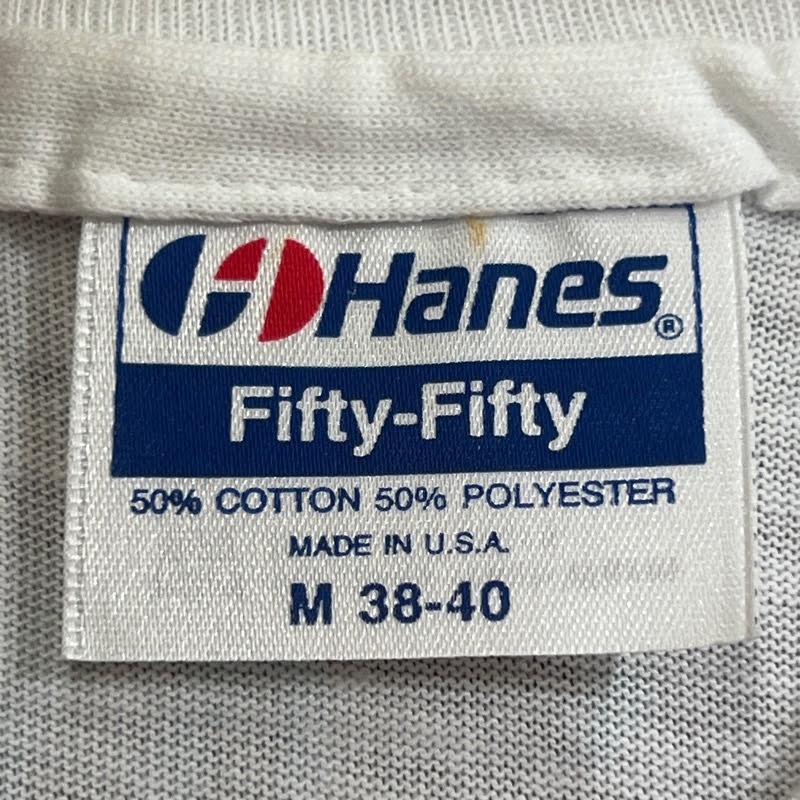 Hanes®
Fifty-Fifty
50% COTTON 50% POLYESTER
MADE IN U.S.A.
M 38-40